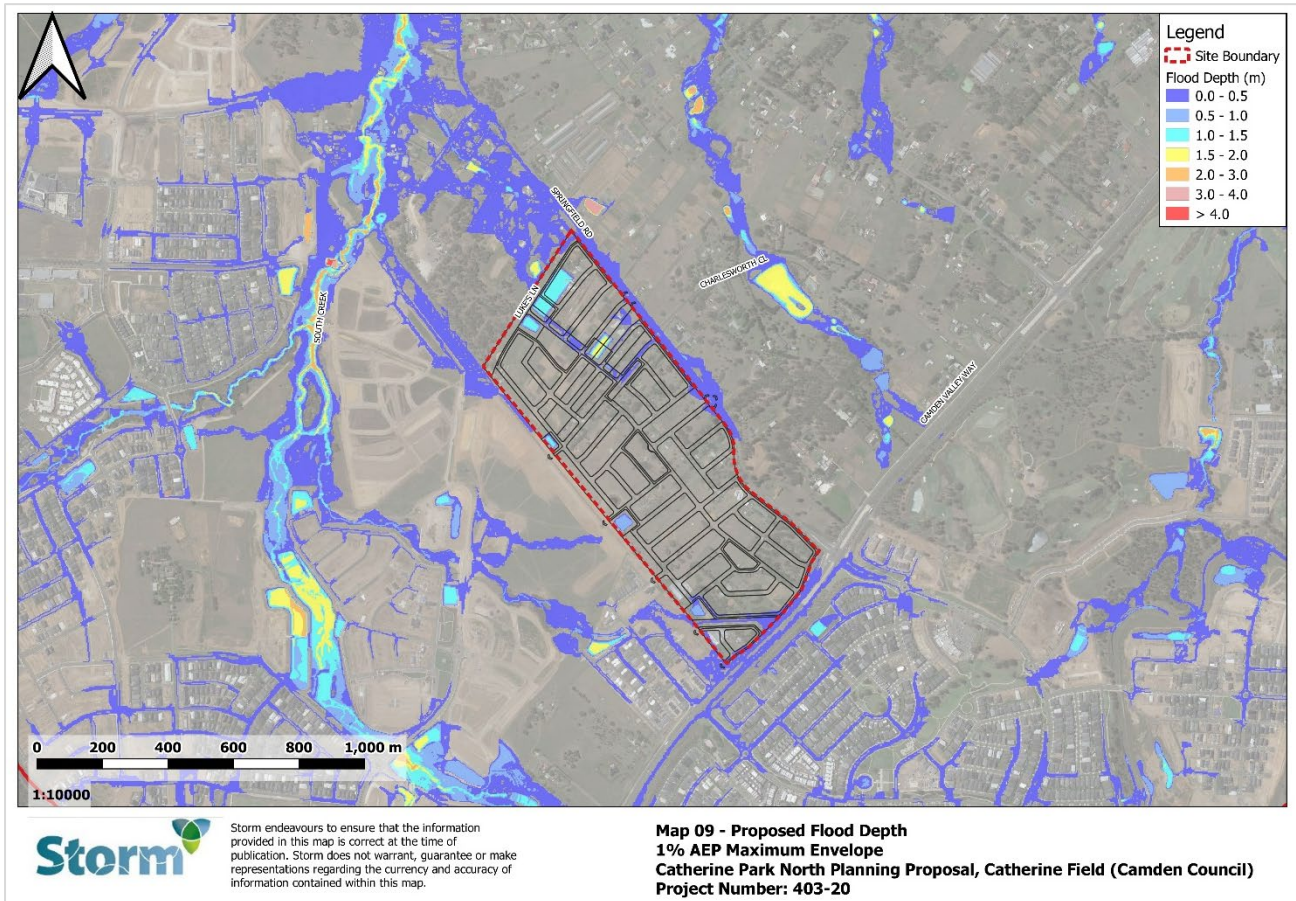 Legend
Site Boundary
Flood Depth (m)
0.0 - 0.5
0.5 - 1.0
1.0 - 1.5
1.5 - 2.0
2.0 - 3.0
3.0 - 4.0
> 4.0
SPRINGFIELD RD
CHARLESWORTH CL
LUKE'S LN
SOUTH CREEK
CAMDEN VALLEY WAY
0 200 400 600 800 1,000 m
1:10000
Storm
Storm endeavours to ensure that the information
provided in this map is correct at the time of
publication. Storm does not warrant, guarantee or make
representations regarding the currency and accuracy of
information contained within this map.
Map 09 - Proposed Flood Depth
1% AEP Maximum Envelope
Catherine Park North Planning Proposal, Catherine Field (Camden Council)
Project Number: 403-20